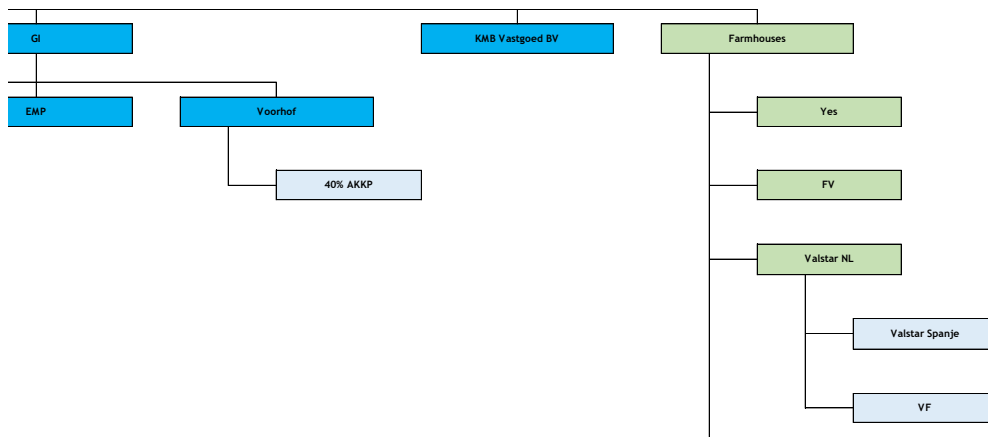 GI
KMB Vastgoed BV
Farmhouses
EMP
Voorhof
Yes
40% AKKP
FV
Valstar NL
Valstar Spanje
VF